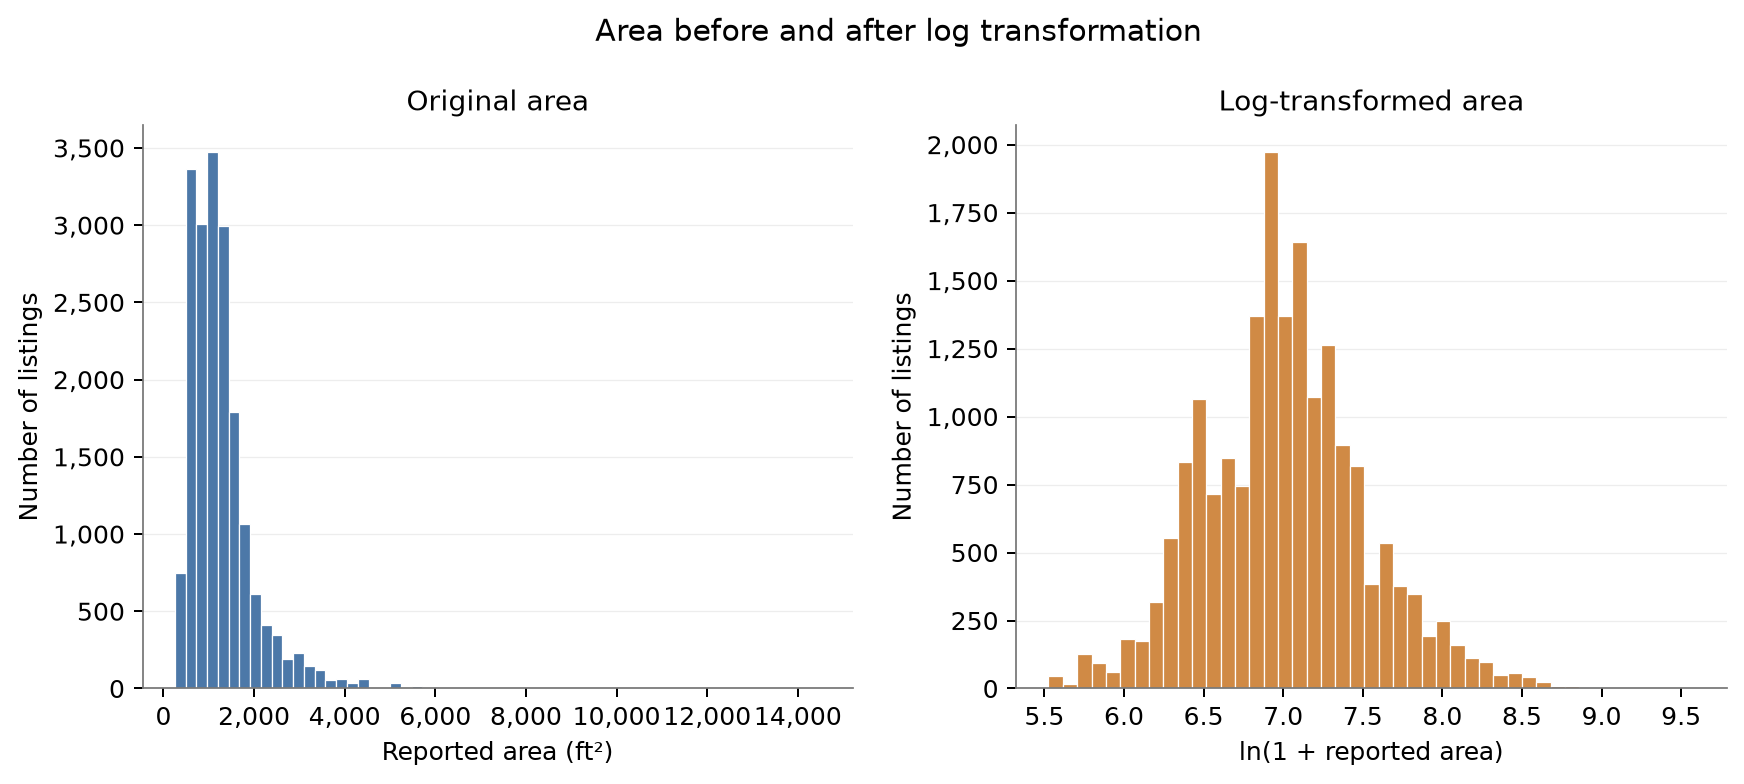 Area before and after log transformation
Original area
3,500
3,000
2,500
2,000
1,500
1,000
500
0
Number of listings
0 2,000 4,000 6,000 8,000 10,000 12,000 14,000
Reported area (ft²)
Log-transformed area
2,000
1,750
1,500
1,250
1,000
750
500
250
0
Number of listings
5.5 6.0 6.5 7.0 7.5 8.0 8.5 9.0 9.5
ln(1 + reported area)